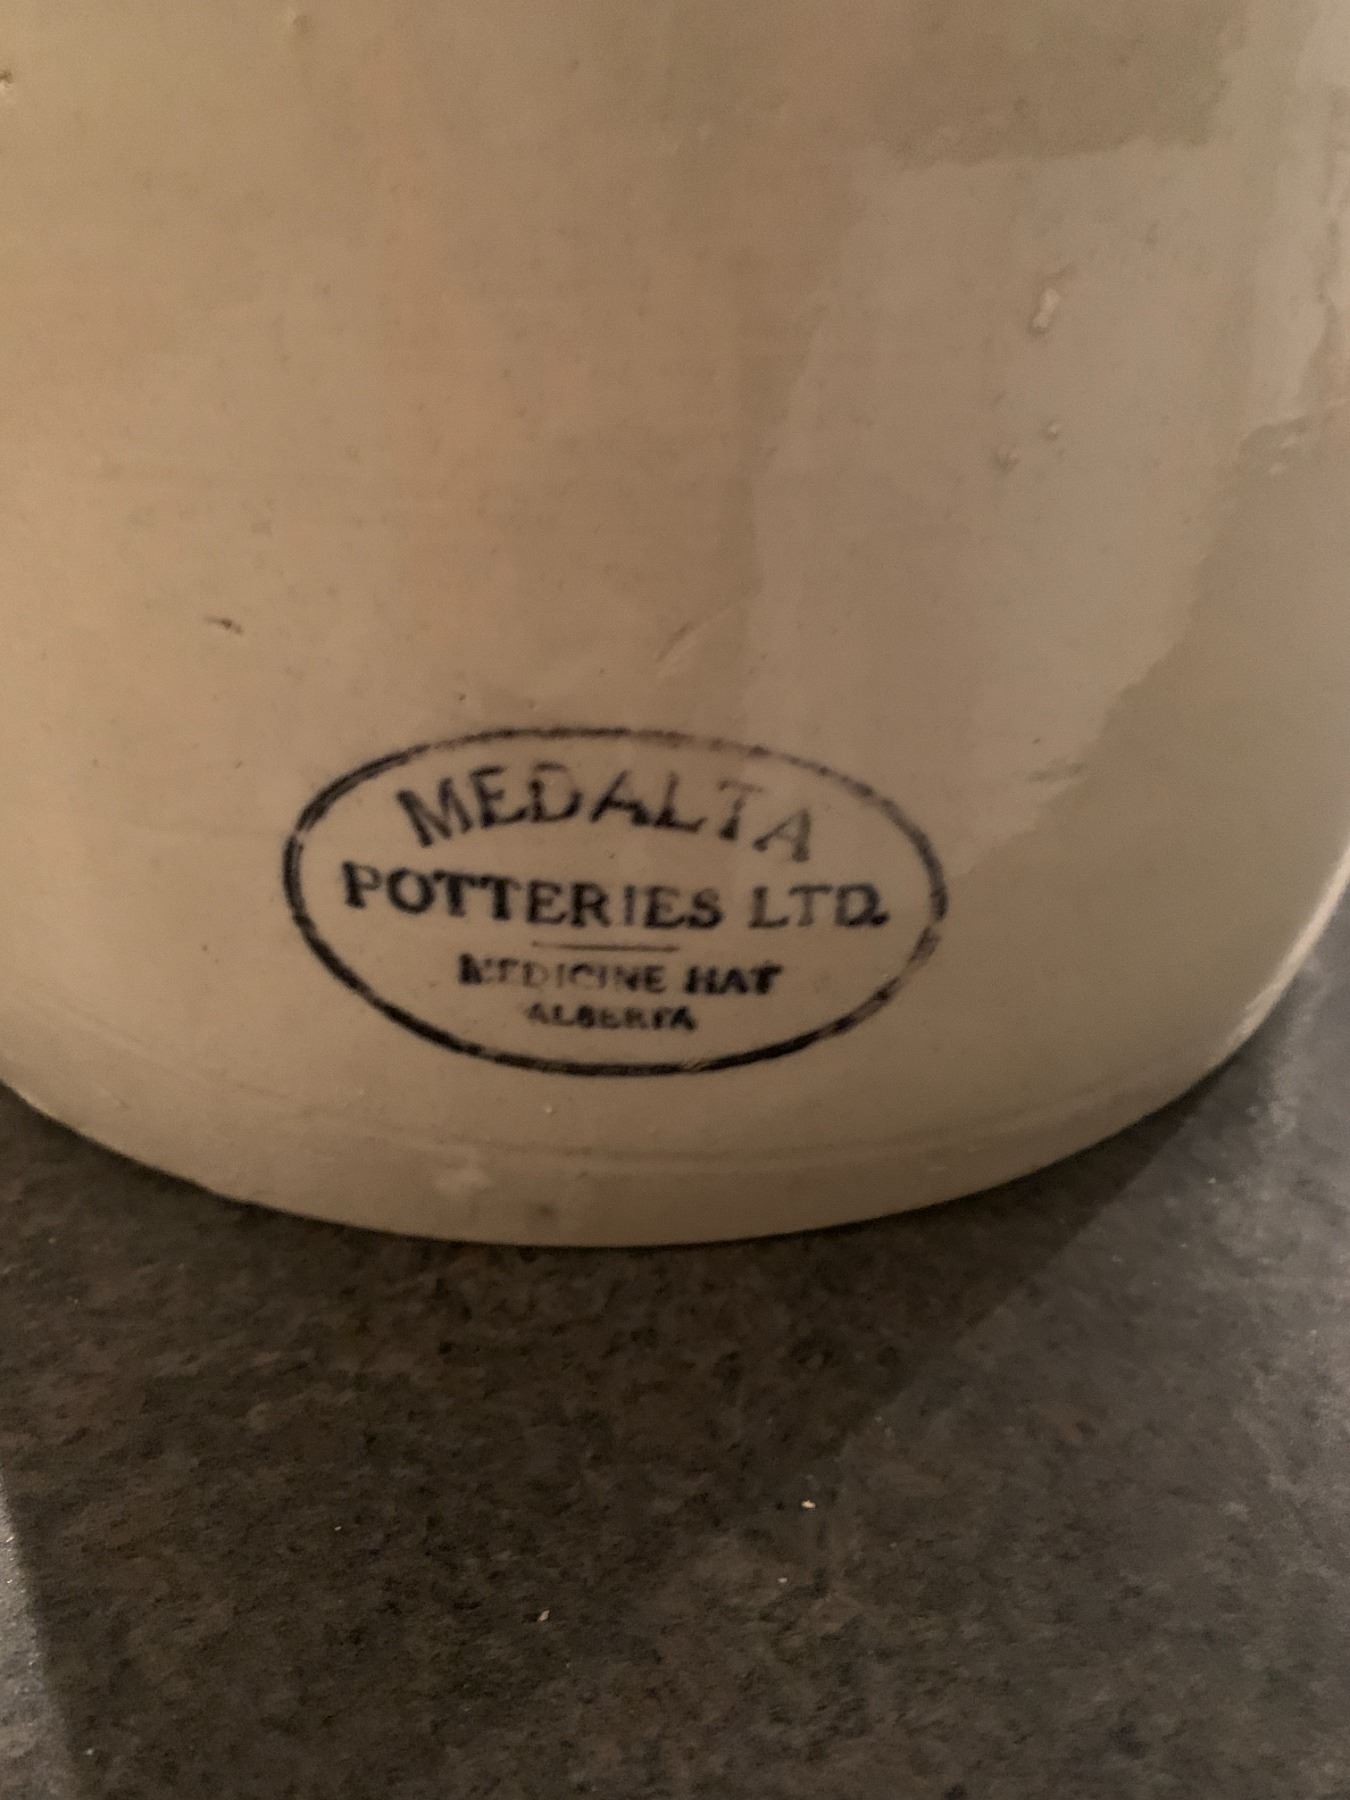 MEDALTA
POTTERIES LTD.
MEDICINE HAT
ALBERTA